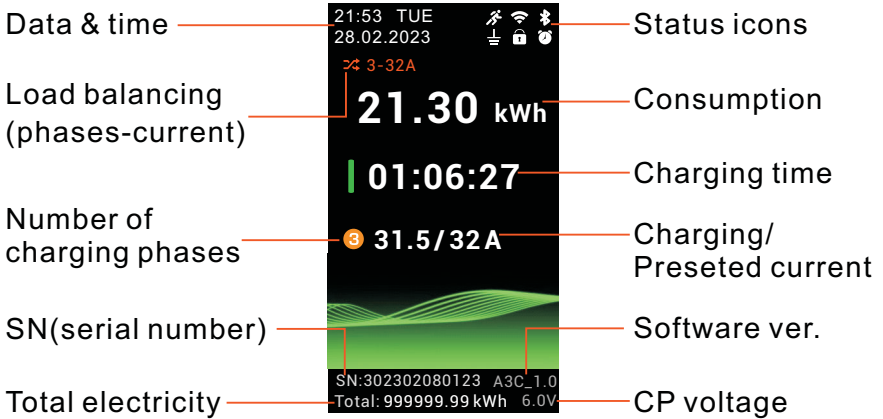 Data & time
Load balancing
(phases-current)
Number of
charging phases
SN(serial number)
Total electricity
21:53 TUE
28.02.2023
3-32A
21.30 kWh
01:06:27
3 31.5/32A
SN:302302080123 A3C_1.0
Total: 999999.99 kWh 6.0V
Status icons
Consumption
Charging time
Charging/
Preseted current
Software ver.
CP voltage